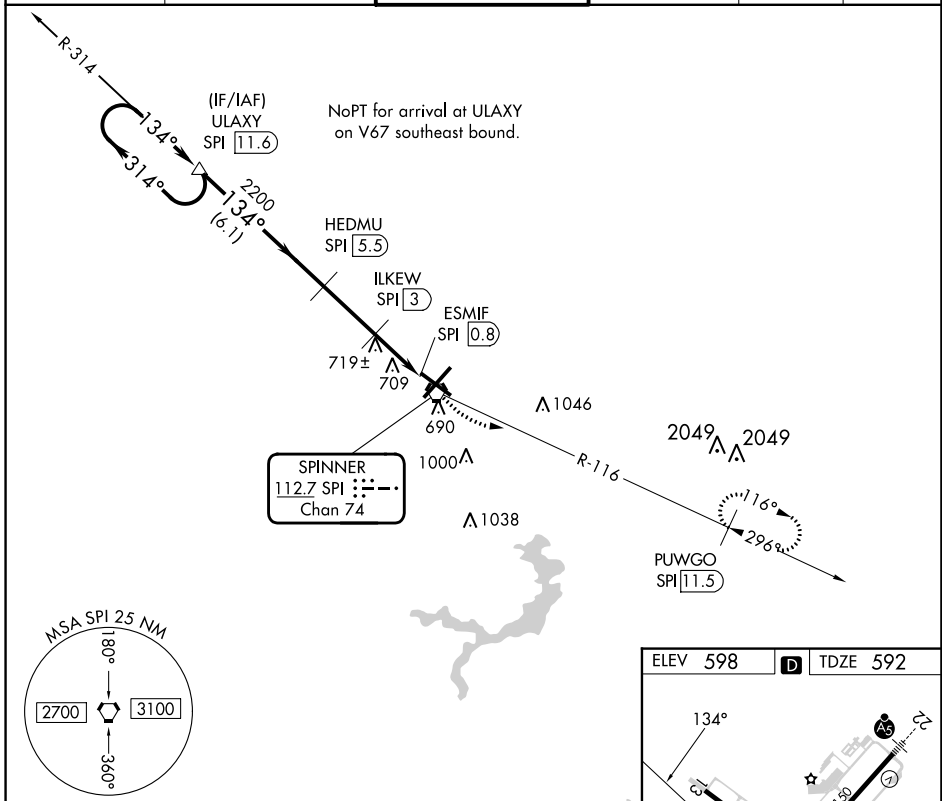 R-314
134°
314°
(IF/IAF)
ULAXY
SPI 11.6
NoPT for arrival at ULAXY
on V67 southeast bound.
2200
134°
(6.1)
HEDMU
SPI 5.5
ILKEW
SPI 3
ESMIF
SPI 0.8
719±
709
690
1046
1000
1038
2049
2049
R-116
116°
296°
PUWGO
SPI 11.5
SPINNER
112.7 SPI
Chan 74
MSA SPI 25 NM
180°
2700
3100
360°
ELEV 598
D
TDZE 592
134°
13
A5
22
V